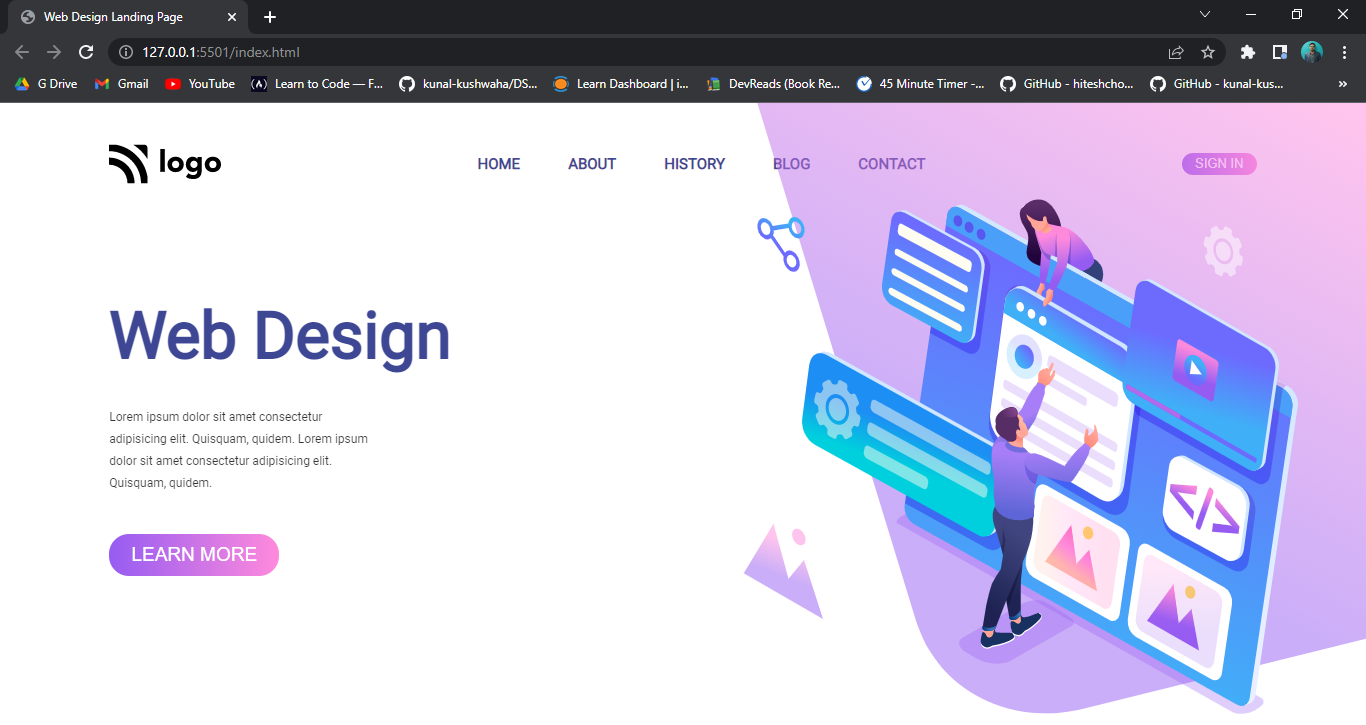 Web Design Landing Page
127.0.0.1:5501/index.html
G Drive
Gmail
YouTube
Learn to Code — F...
kunal-kushwaha/DS...
Learn Dashboard | i...
DevReads (Book Re...
45 Minute Timer -...
GitHub - hiteshcho...
GitHub - kunal-kus...
»
logo
HOME
ABOUT
HISTORY
BLOG
CONTACT
SIGN IN
Web Design
Lorem ipsum dolor sit amet consectetur
adipisicing elit. Quisquam, quidem. Lorem ipsum
dolor sit amet consectetur adipisicing elit.
Quisquam, quidem.
LEARN MORE